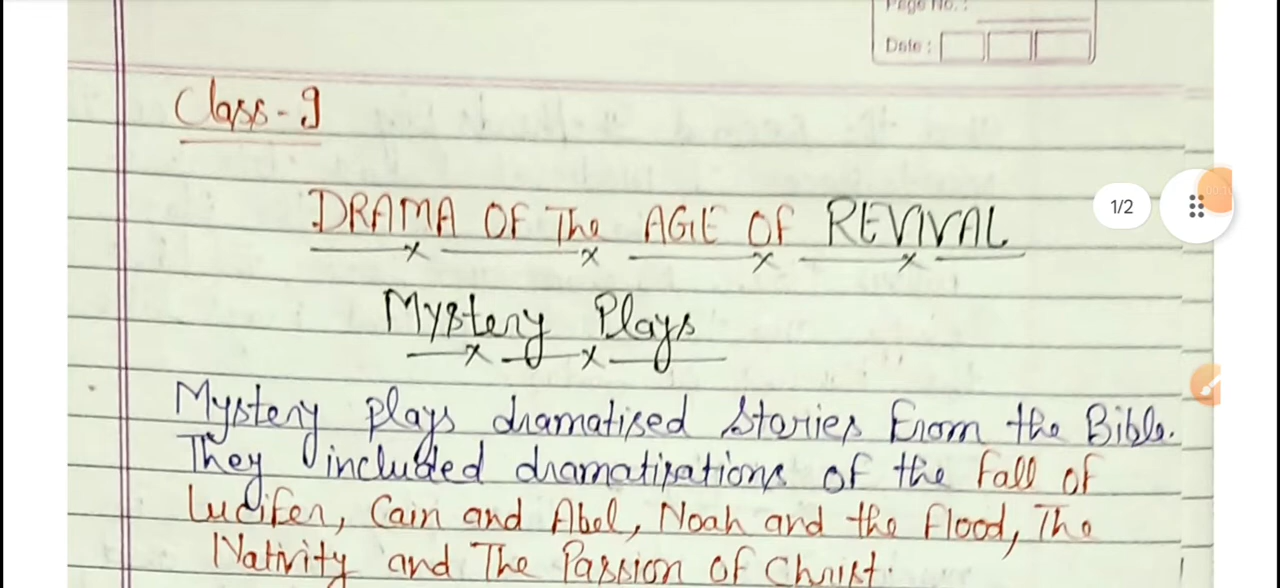 Page No. :
Date :
Class - 9
DRAMA OF The AGE OF REVIVAL
Mystery Plays
Mystery plays dramatised stories from the Bible.
They included dramatisations of the Fall of
Lucifer, Cain and Abel, Noah and the Flood, The
Nativity and The Passion of Christ.
1/2